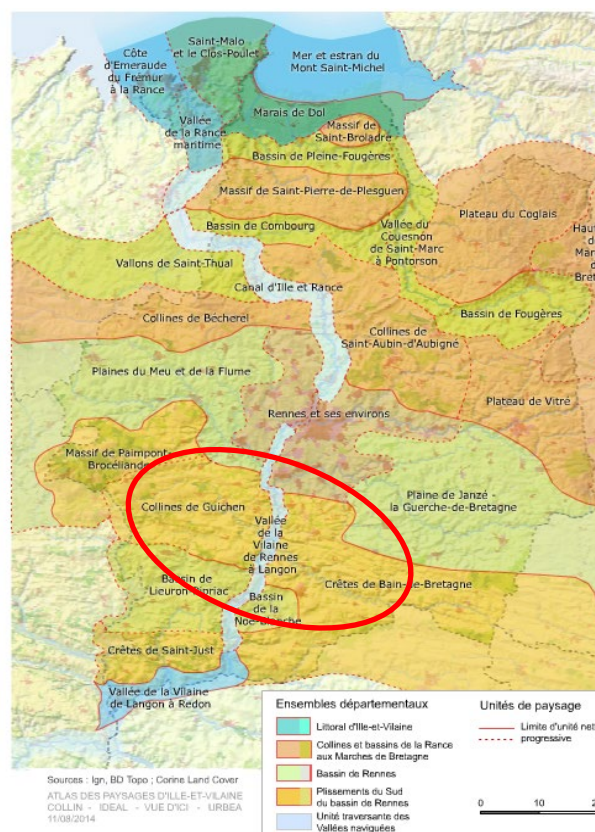 Côte
d'Emeraude
du Frémur
à la Rance
Saint-Malo
et le Clos-Poulet
Mer et estran du
Mont Saint-Michel
Vallée
de la Rance
maritime
Marais de Dol
Massif de
Saint-Broladre
Bassin de Pleine-Fougères
Massif de Saint-Pierre-de-Plesguen
Plateau du Coglais
Bassin de Combourg
Vallée du
Couesnon
de Saint-Marc
à Pontorson
Vallons de Saint-Thual
Canal d'Ille et Rance
Bassin de Fougères
Collines de Bécherel
Collines de
Saint-Aubin-d'Aubigné
Plaines du Meu et de la Flume
Plateau de Vitré
Rennes et ses environs
Massif de Paimpont-
Brocéliande
Collines de Guichen
Plaine de Janzé -
la Guerche-de-Bretagne
Vallée
de la
Vilaine
de Rennes
à Langon
Bassin de
Lieuron-Pipriac
Crêtes de Bain-de-Bretagne
Bassin
de la
Noë-Blanche
Crêtes de Saint-Just
Vallée de la Vilaine
de Langon à Redon
Ensembles départementaux
Littoral d'Ille-et-Vilaine
Collines et bassins de la Rance
aux Marches de Bretagne
Bassin de Rennes
Plissements du Sud
du bassin de Rennes
Unité traversante des
Vallées naviguées
Unités de paysage
Limite d'unité net
progressive
0 10 2
Sources : Ign, BD Topo ; Corine Land Cover
ATLAS DES PAYSAGES D'ILLE-ET-VILAINE
COLLIN - IDEAL - VUE D'ICI - URBEA
11/08/2014